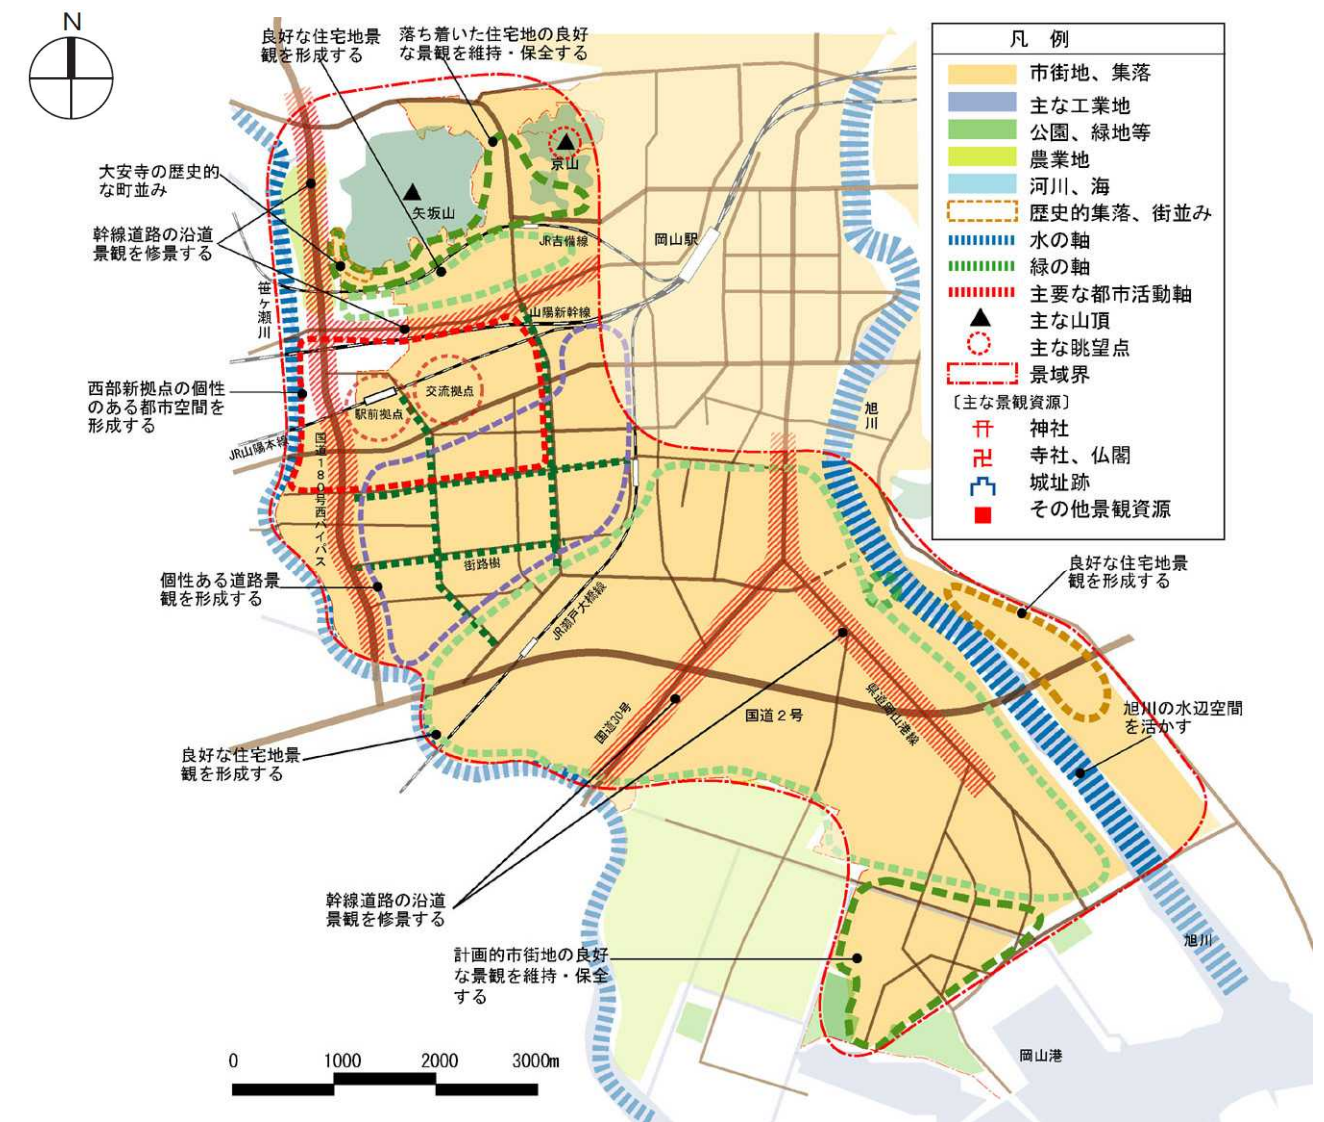 N
良好な住宅地景
観を形成する
落ち着いた住宅地の良好
な景観を維持・保全する
凡 例
市街地、集落
主な工業地
公園、緑地等
農業地
河川、海
歴史的集落、街並み
水の軸
緑の軸
主要な都市活動軸
主な山頂
主な眺望点
景域界
〔主な景観資源〕
神社
寺社、仏閣
城址跡
その他景観資源
京山
矢坂山
大安寺の歴史的
な町並み
幹線道路の沿道
景観を修景する
JR吉備線
岡山駅
笹ヶ瀬川
山陽新幹線
西部新拠点の個性
のある都市空間を
形成する
交流拠点
駅前拠点
旭川
JR山陽本線
国道180号西バイパス
街路樹
個性ある道路景
観を形成する
JR瀬戸大橋線
良好な住宅地景
観を形成する
国道30号
国道2号
県道岡山港線
旭川の水辺空間
を活かす
良好な住宅地景
観を形成する
幹線道路の沿道
景観を修景する
計画的市街地の良好
な景観を維持・保全
する
旭川
岡山港
0 1000 2000 3000m